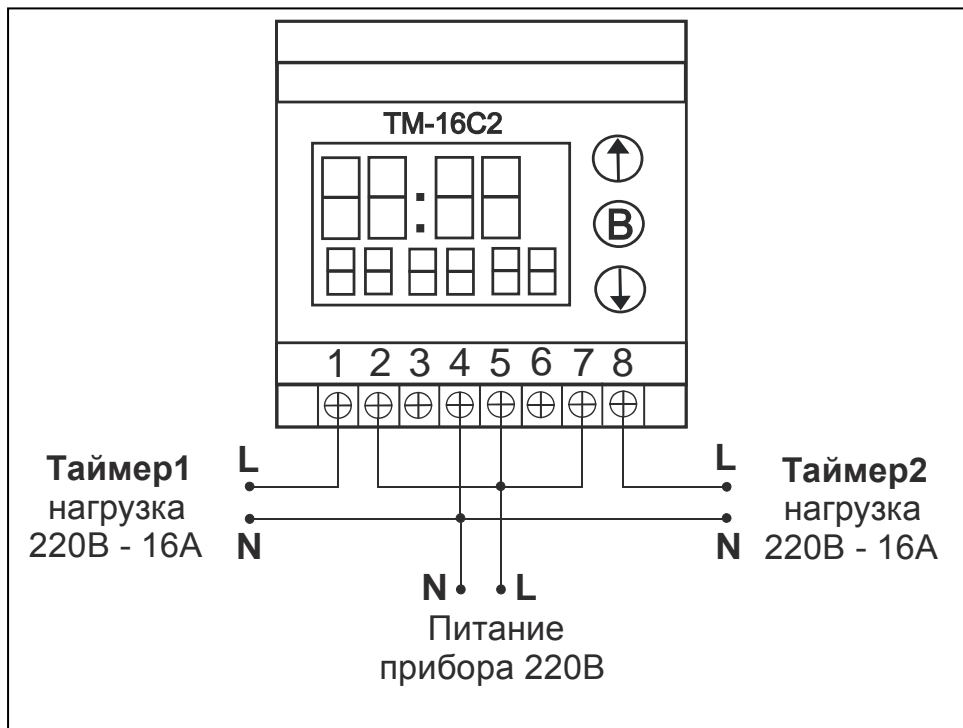 ТМ-16С2
В
1 2 3 4 5 6 7 8
Таймер1
нагрузка
220В - 16А
L
N
L
N
Таймер2
нагрузка
220В - 16А
N L
Питание
прибора 220В